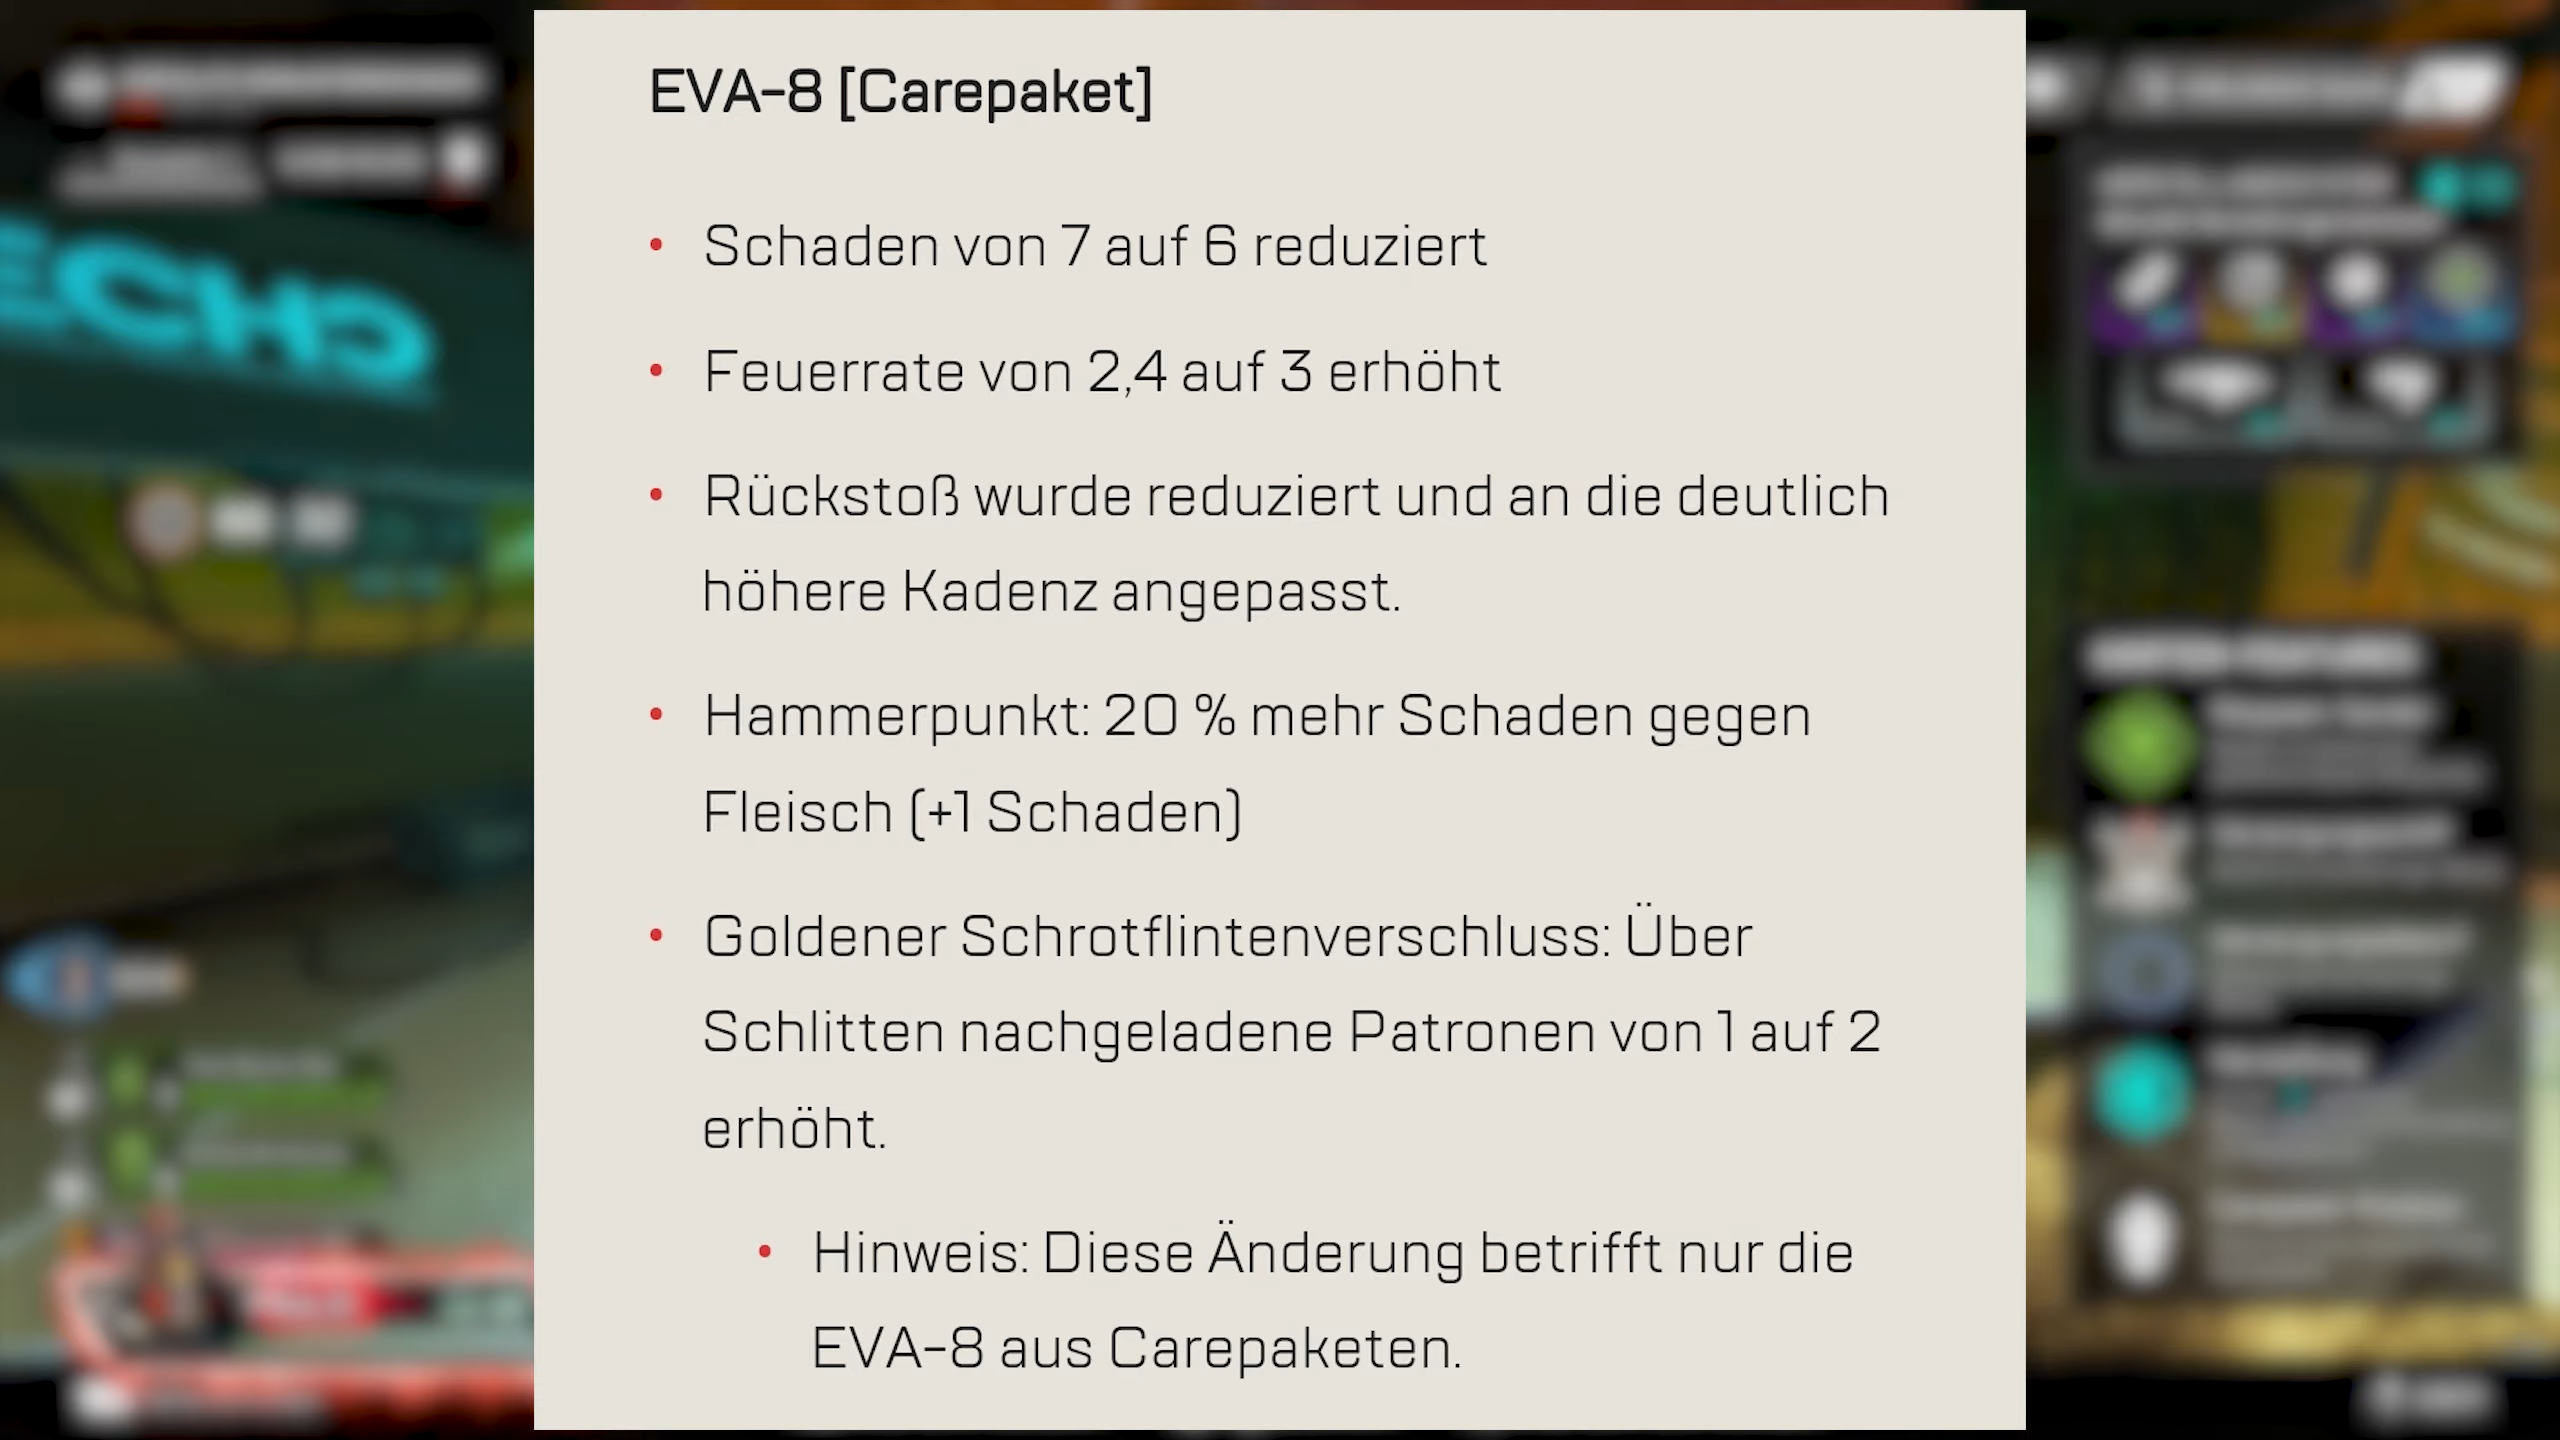 EVA-8 [Carepaket]
• Schaden von 7 auf 6 reduziert
• Feuerrate von 2,4 auf 3 erhöht
• Rückstoß wurde reduziert und an die deutlich
höhere Kadenz angepasst.
• Hammerpunkt: 20 % mehr Schaden gegen
Fleisch (+1 Schaden)
• Goldener Schrotflintenverschluss: Über
Schlitten nachgeladene Patronen von 1 auf 2
erhöht.
• Hinweis: Diese Änderung betrifft nur die
EVA-8 aus Carepaketen.